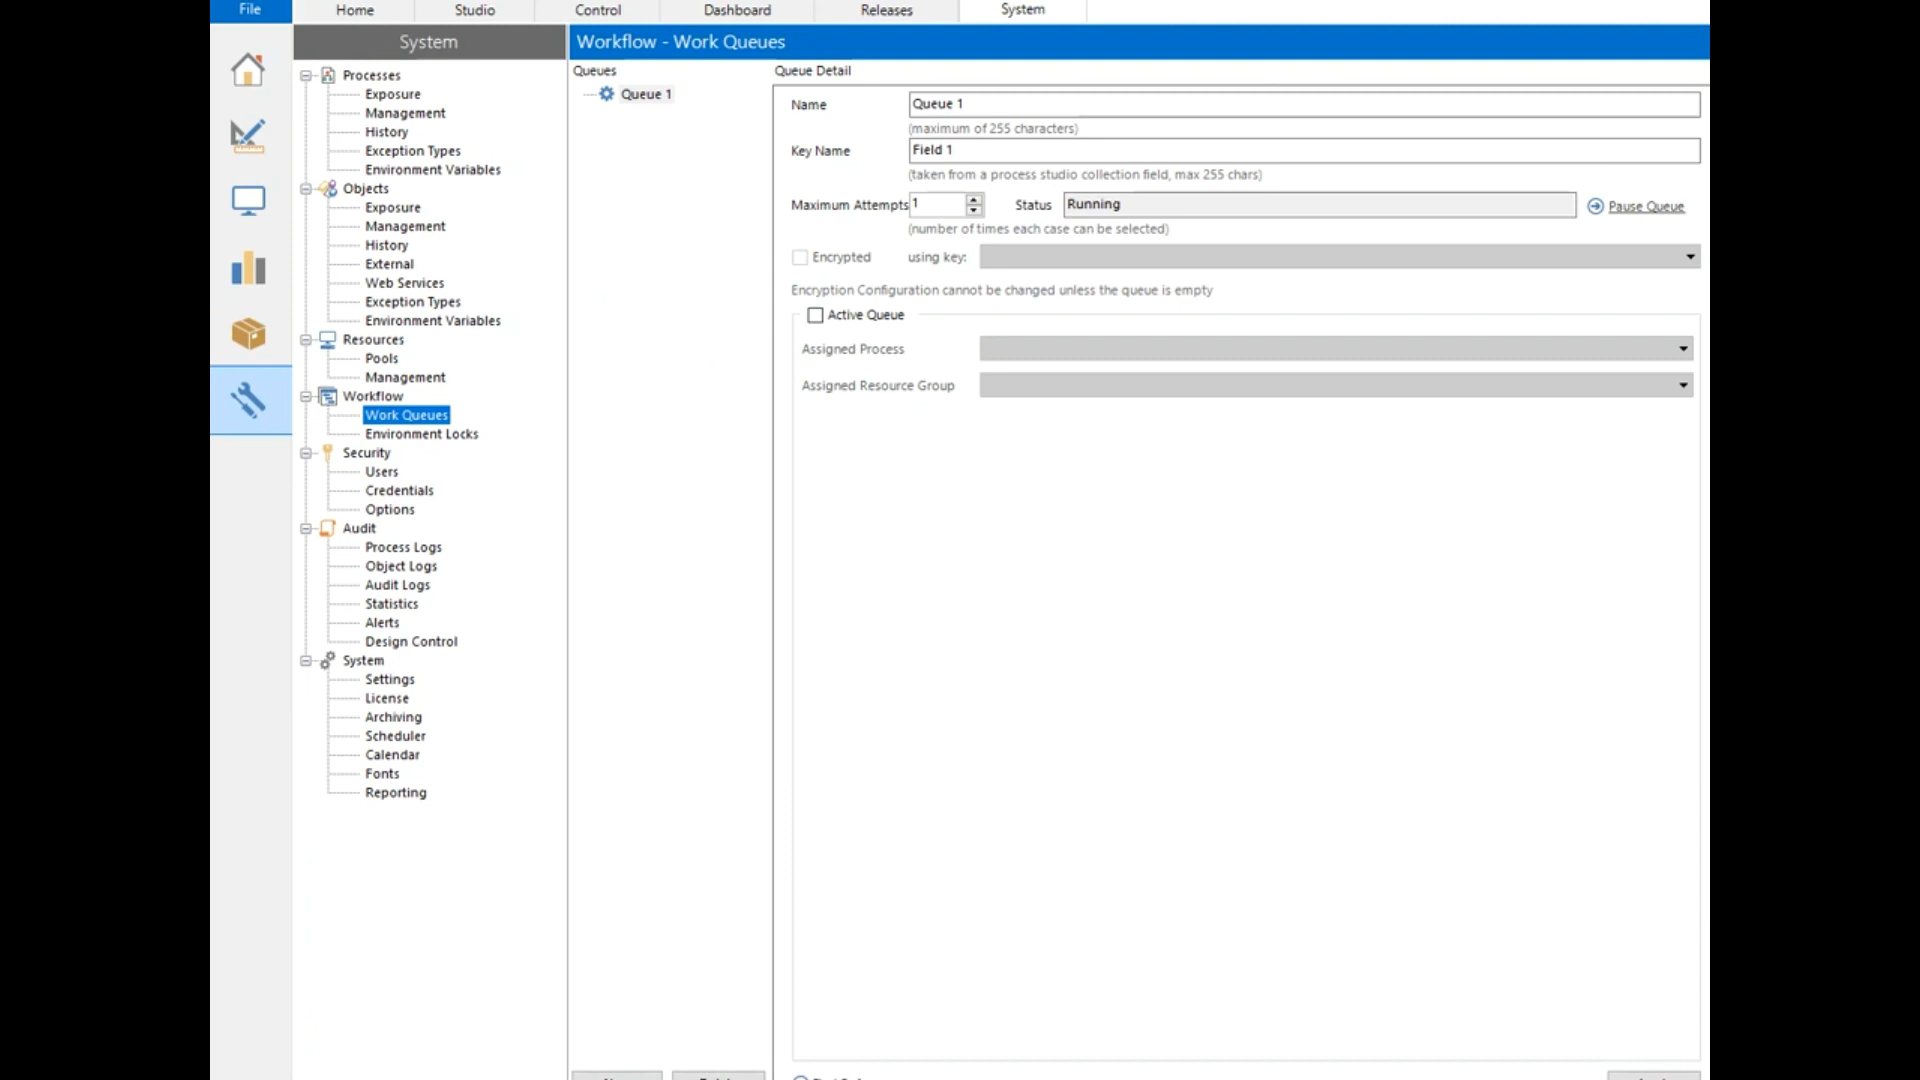 File
Home
Studio
Control
Dashboard
Releases
System
System
Workflow - Work Queues
Processes
Exposure
Management
History
Exception Types
Environment Variables
Objects
Exposure
Management
History
External
Web Services
Exception Types
Environment Variables
Resources
Pools
Management
Workflow
Work Queues
Environment Locks
Security
Users
Credentials
Options
Audit
Process Logs
Object Logs
Audit Logs
Statistics
Alerts
Design Control
System
Settings
License
Archiving
Scheduler
Calendar
Fonts
Reporting
Queues
Queue 1
Queue Detail
Name
Queue 1
(maximum of 255 characters)
Key Name
Field 1
(taken from a process studio collection field, max 255 chars)
Maximum Attempts
1
Status
Running
Pause Queue
(number of times each case can be selected)
Encrypted
using key:
Encryption Configuration cannot be changed unless the queue is empty
Active Queue
Assigned Process
Assigned Resource Group